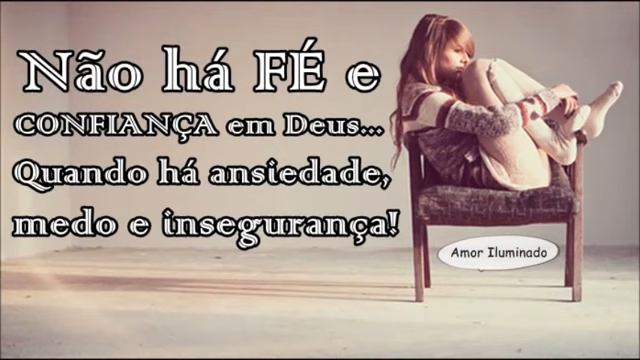 Não há FÉ e
CONFIANÇA em Deus...
Quando há ansiedade,
medo e insegurança!
Amor Iluminado